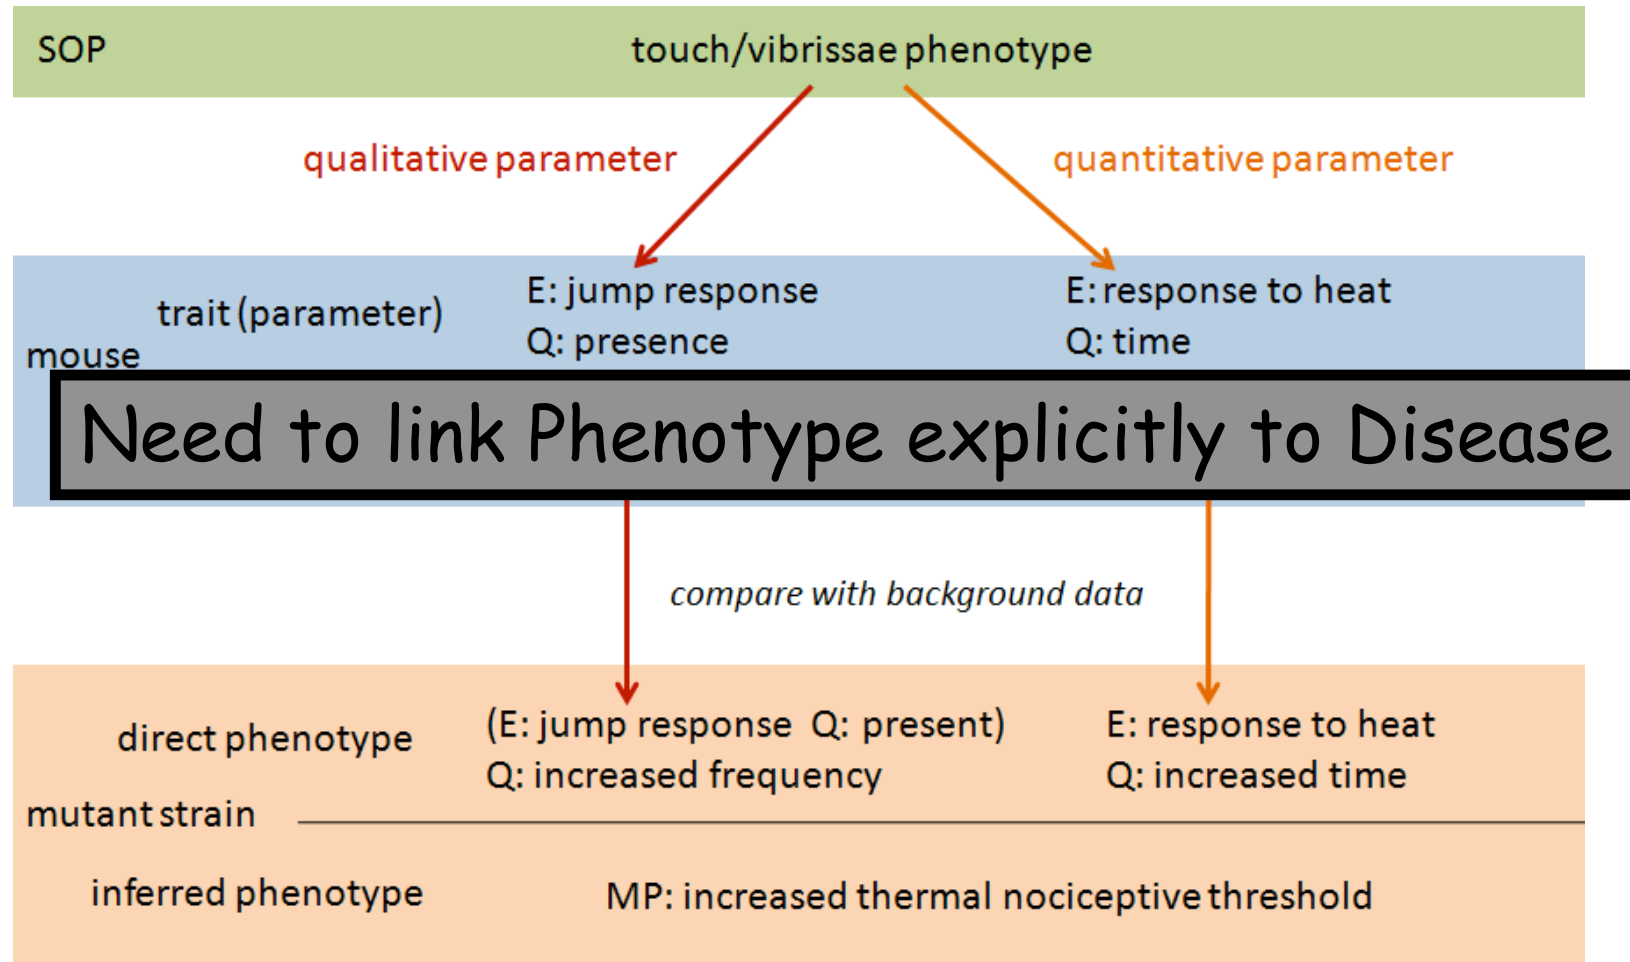 SOP
touch/vibrissae phenotype
qualitative parameter
quantitative parameter
trait (parameter)
E: jump response
Q: presence
E: response to heat
Q: time
mouse
Need to link Phenotype explicitly to Disease
compare with background data
direct phenotype
(E: jump response Q: present)
Q: increased frequency
E: response to heat
Q: increased time
mutant strain
inferred phenotype
MP: increased thermal nociceptive threshold